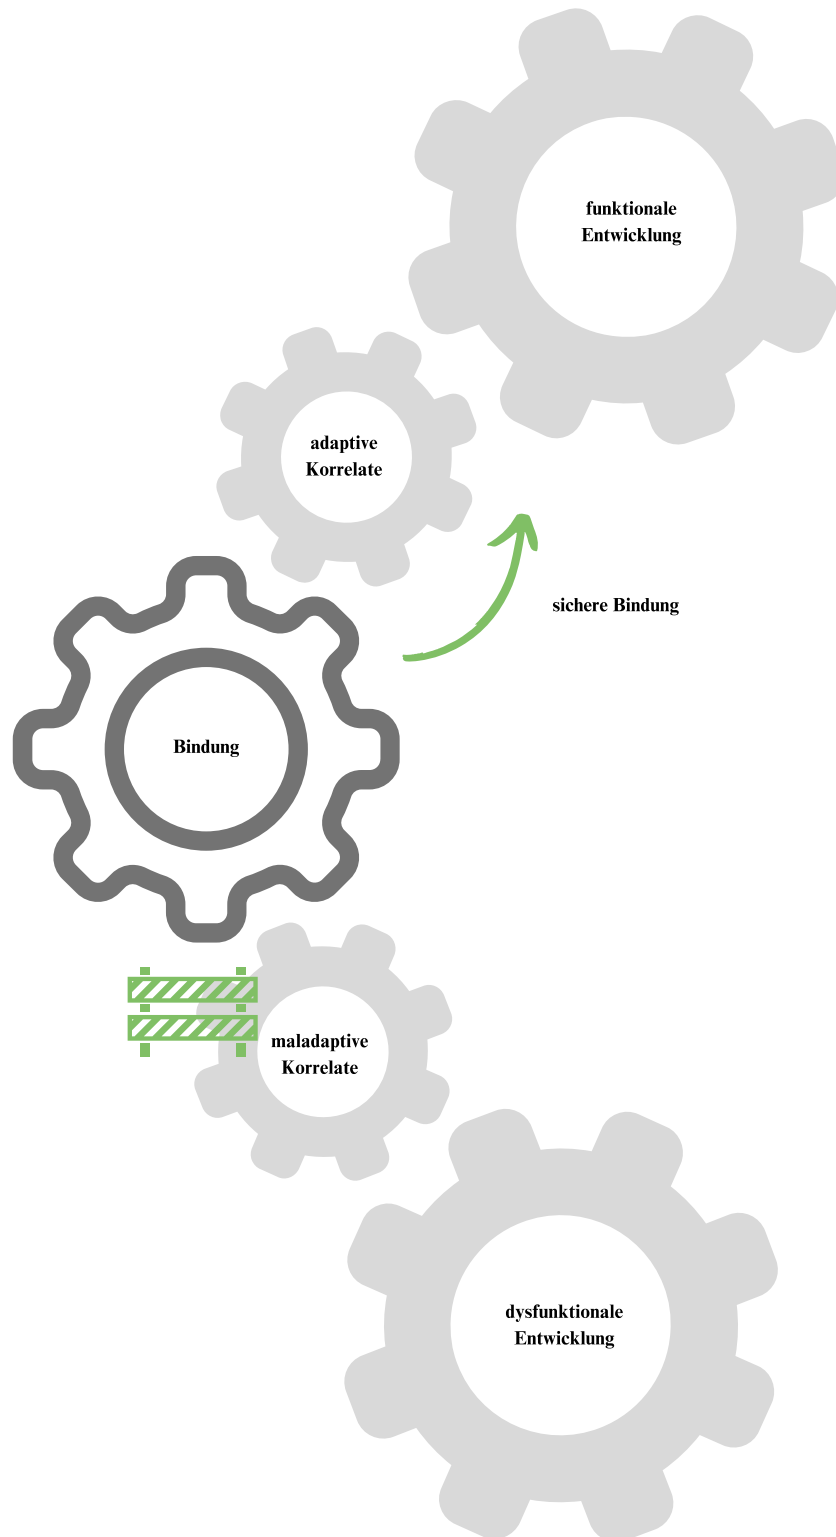 funktionale
Entwicklung
adaptive
Korrelate
sichere Bindung
Bindung
maladaptive
Korrelate
dysfunktionale
Entwicklung